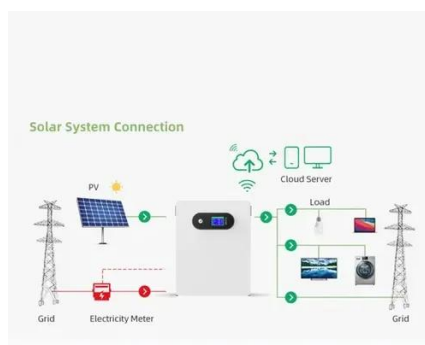 Solar System Connection
Cloud Server
PV
Load
Grid
Electricity Meter
Grid